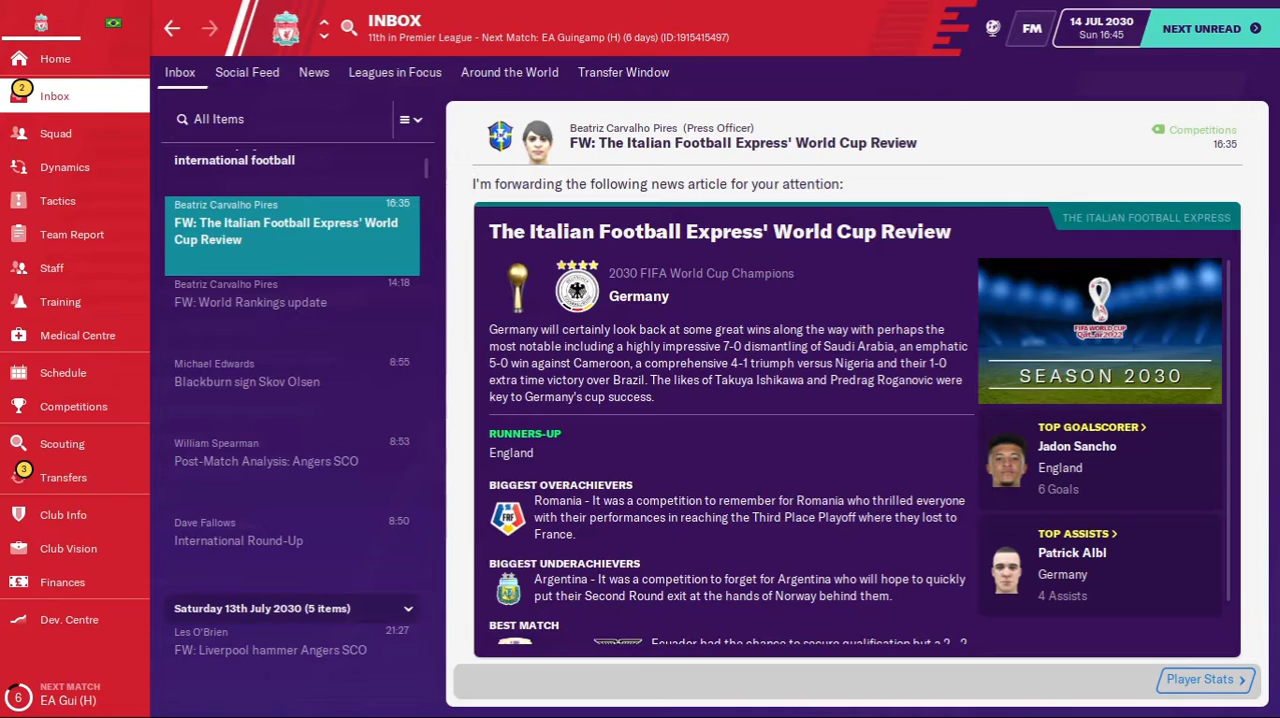 INBOX
11th in Premier League - Next Match: EA Guingamp (H) (6 days) (ID:1915415497)
FM
14 JUL 2030
Sun 16:45
NEXT UNREAD
Home
2
Inbox
Squad
Dynamics
Tactics
Team Report
Staff
Training
Medical Centre
Schedule
Competitions
Scouting
3
Transfers
Club Info
Club Vision
Finances
Dev. Centre
6
NEXT MATCH
EA Gui (H)
Inbox
Social Feed
News
Leagues in Focus
Around the World
Transfer Window
All Items
international football
Beatriz Carvalho Pires 16:35
FW: The Italian Football Express' World
Cup Review
Beatriz Carvalho Pires 14:18
FW: World Rankings update
Michael Edwards 8:55
Blackburn sign Skov Olsen
William Spearman 8:53
Post-Match Analysis: Angers SCO
Dave Fallows 8:50
International Round-Up
Saturday 13th July 2030 (5 items)
Les O'Brien 21:27
FW: Liverpool hammer Angers SCO
Beatriz Carvalho Pires (Press Officer)
FW: The Italian Football Express' World Cup Review
Competitions
16:35
I'm forwarding the following news article for your attention:
THE ITALIAN FOOTBALL EXPRESS
The Italian Football Express' World Cup Review
2030 FIFA World Cup Champions
Germany
Germany will certainly look back at some great wins along the way with perhaps the
most notable including a highly impressive 7-0 dismantling of Saudi Arabia, an emphatic
5-0 win against Cameroon, a comprehensive 4-1 triumph versus Nigeria and their 1-0
extra time victory over Brazil. The likes of Takuya Ishikawa and Predrag Roganovic were
key to Germany's cup success.
RUNNERS-UP
England
BIGGEST OVERACHIEVERS
Romania - It was a competition to remember for Romania who thrilled everyone
with their performances in reaching the Third Place Playoff where they lost to
France.
BIGGEST UNDERACHIEVERS
Argentina - It was a competition to forget for Argentina who will hope to quickly
put their Second Round exit at the hands of Norway behind them.
BEST MATCH
Ecuador had the chance to secure qualification but a 2-2
FIFA WORLD CUP
QATAR2022
SEASON 2030
TOP GOALSCORER
Jadon Sancho
England
6 Goals
TOP ASSISTS
Patrick Albl
Germany
4 Assists
Player Stats